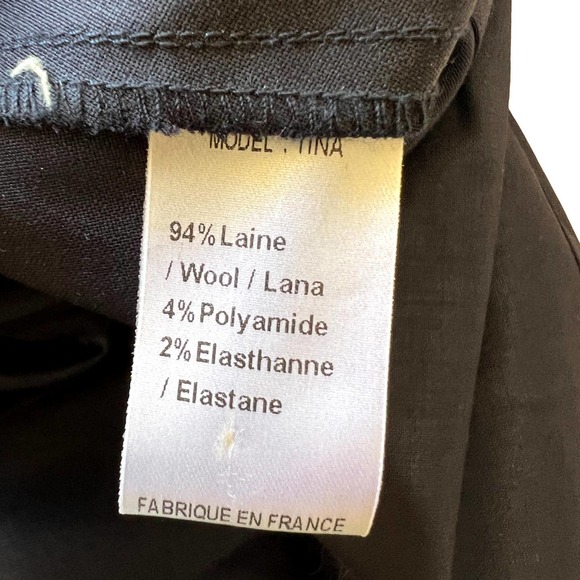 MODEL : TINA
94% Laine
/ Wool / Lana
4% Polyamide
2% Elasthanne
/ Elastane
FABRIQUE EN FRANCE